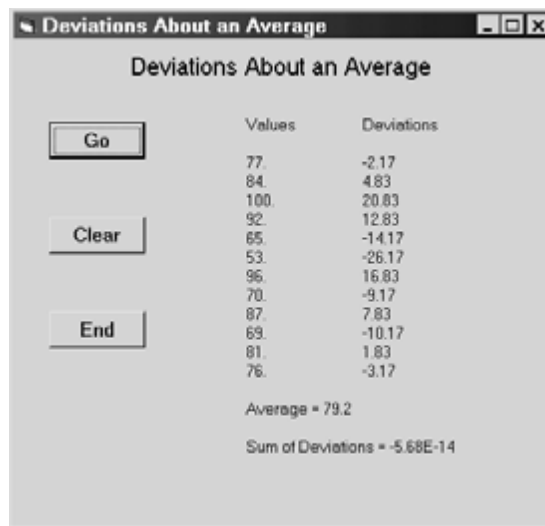 Deviations About an Average
Deviations About an Average
Go
Clear
End
Values Deviations
77. -2.17
84. 4.83
100. 20.83
92. 12.83
65. -14.17
53. -26.17
96. 16.83
70. -9.17
87. 7.83
69. -10.17
81. 1.83
76. -3.17
Average = 79.2
Sum of Deviations = -5.68E-14